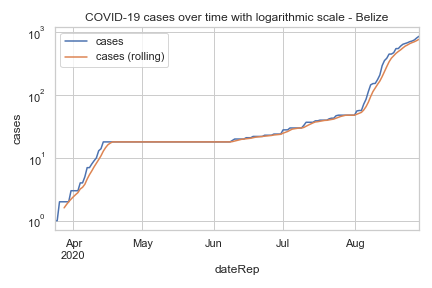 COVID-19 cases over time with logarithmic scale - Belize
cases
cases (rolling)
10³
10²
10¹
10⁰
cases
Apr
2020
May
Jun
Jul
Aug
dateRep